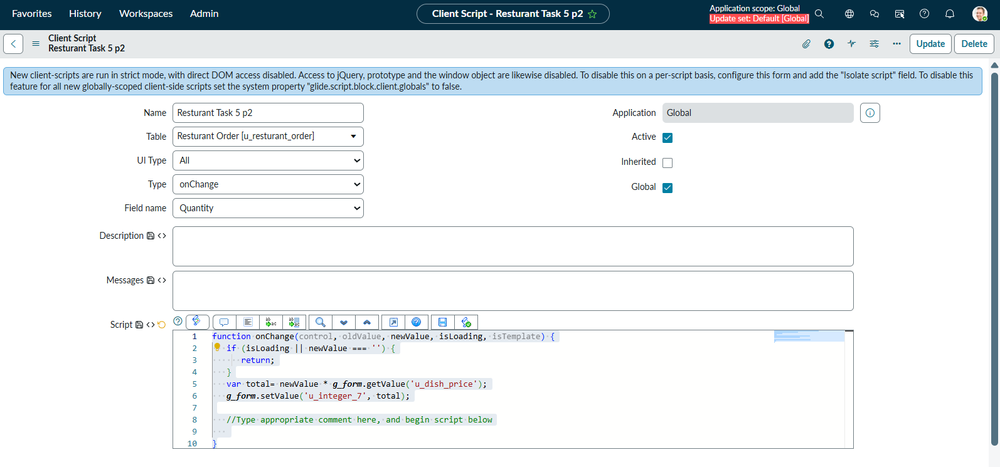 Favorites History Workspaces Admin
Client Script - Resturant Task 5 p2
Application scope: Global
Update set: Default [Global]
Client Script
Resturant Task 5 p2
Update Delete
New client-scripts are run in strict mode, with direct DOM access disabled. Access to jQuery, prototype and the window object are likewise disabled. To disable this on a per-script basis, configure this form and add the "Isolate script" field. To disable this
feature for all new globally-scoped client-side scripts set the system property "glide.script.block.client.globals" to false.
Name Resturant Task 5 p2
Application Global
Table Resturant Order [u_resturant_order]
Active
UI Type All
Inherited
Type onChange
Global
Field name Quantity
Description
Messages
Script
1 function onChange(control, oldValue, newValue, isLoading, isTemplate) {
2 if (isLoading || newValue === '') {
3 return;
4 }
5 var total= newValue * g_form.getValue('u_dish_price');
6 g_form.setValue('u_integer_7', total);
7
8 //Type appropriate comment here, and begin script below
9
10 }